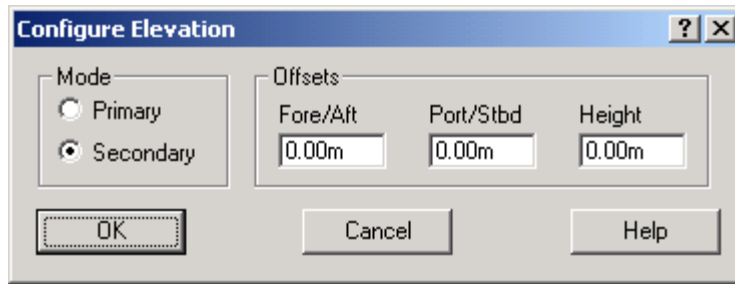 Configure Elevation
Mode
Primary
Secondary
Offsets
Fore/Aft Port/Stbd Height
0.00m 0.00m 0.00m
OK Cancel Help